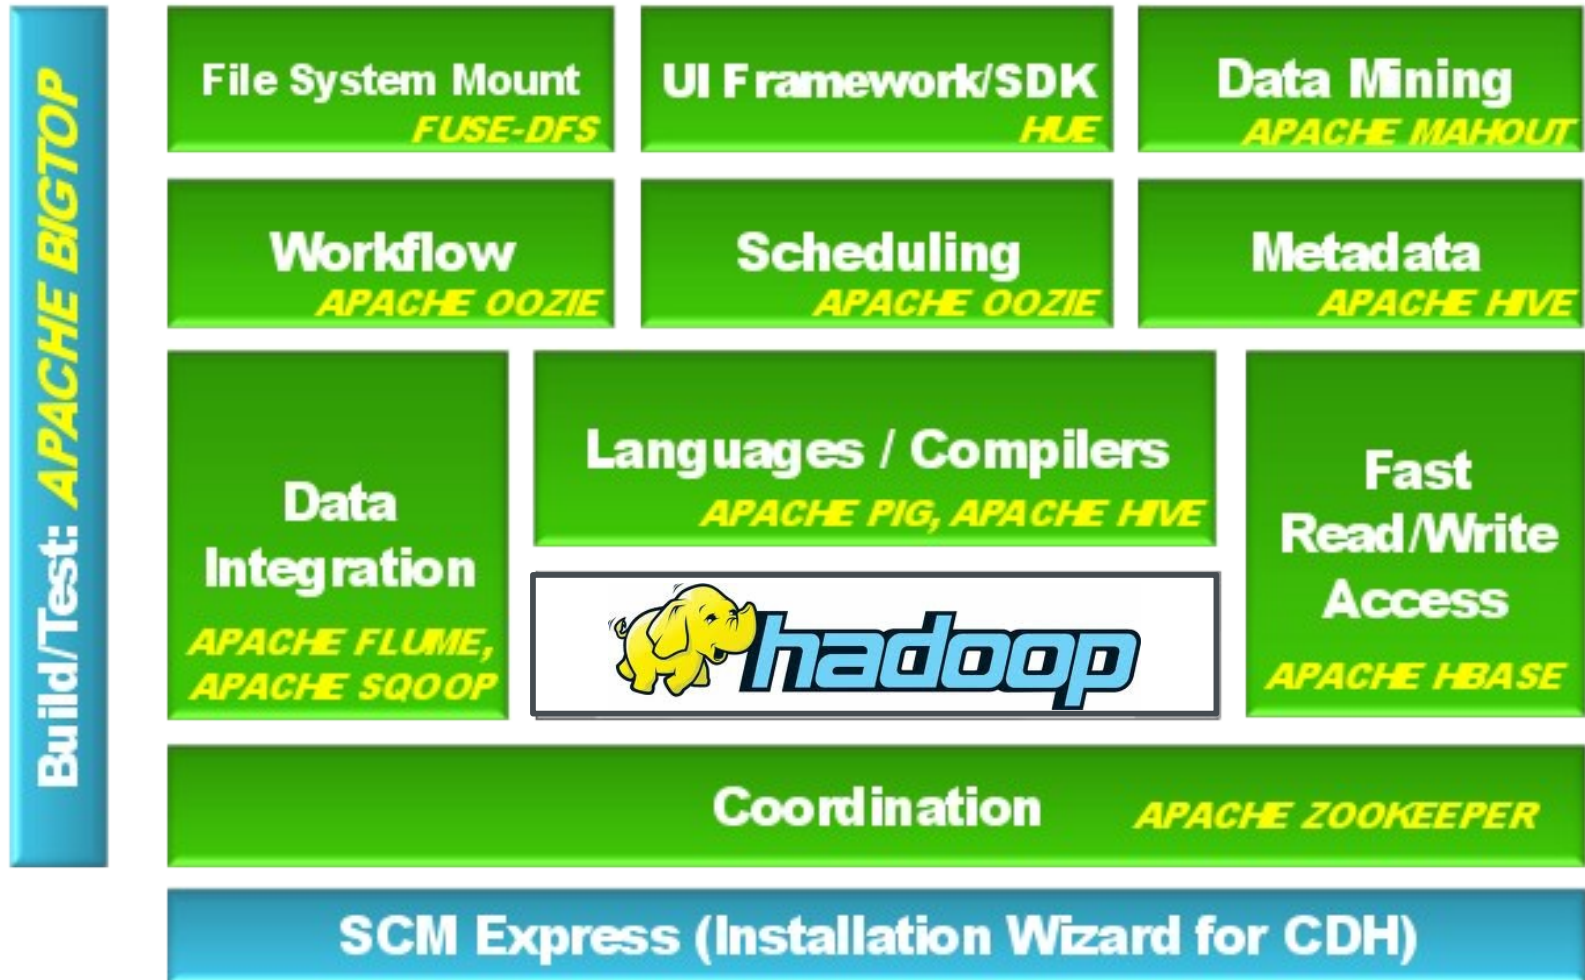 Build/Test: APACHE BIGTOP
File System Mount
FUSE-DFS
UI Framework/SDK
HUE
Data Mining
APACHE MAHOUT
Workflow
APACHE OOZIE
Scheduling
APACHE OOZIE
Metadata
APACHE HIVE
Data
Integration
APACHE FLUME,
APACHE SQOOP
Languages / Compilers
APACHE PIG, APACHE HIVE
hadoop
Fast
Read/Write
Access
APACHE HBASE
Coordination
APACHE ZOOKEEPER
SCM Express (Installation Wizard for CDH)